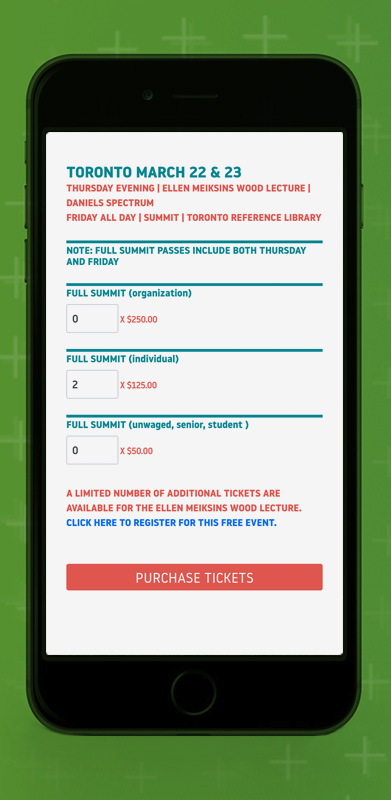 TORONTO MARCH 22 & 23
THURSDAY EVENING | ELLEN MEIKSINS WOOD LECTURE |
DANIELS SPECTRUM
FRIDAY ALL DAY | SUMMIT | TORONTO REFERENCE LIBRARY
NOTE: FULL SUMMIT PASSES INCLUDE BOTH THURSDAY
AND FRIDAY
FULL SUMMIT (organization)
0 X $250.00
FULL SUMMIT (individual)
2 X $125.00
FULL SUMMIT (unwaged, senior, student )
0 X $50.00
A LIMITED NUMBER OF ADDITIONAL TICKETS ARE
AVAILABLE FOR THE ELLEN MEIKSINS WOOD LECTURE.
CLICK HERE TO REGISTER FOR THIS FREE EVENT.
PURCHASE TICKETS